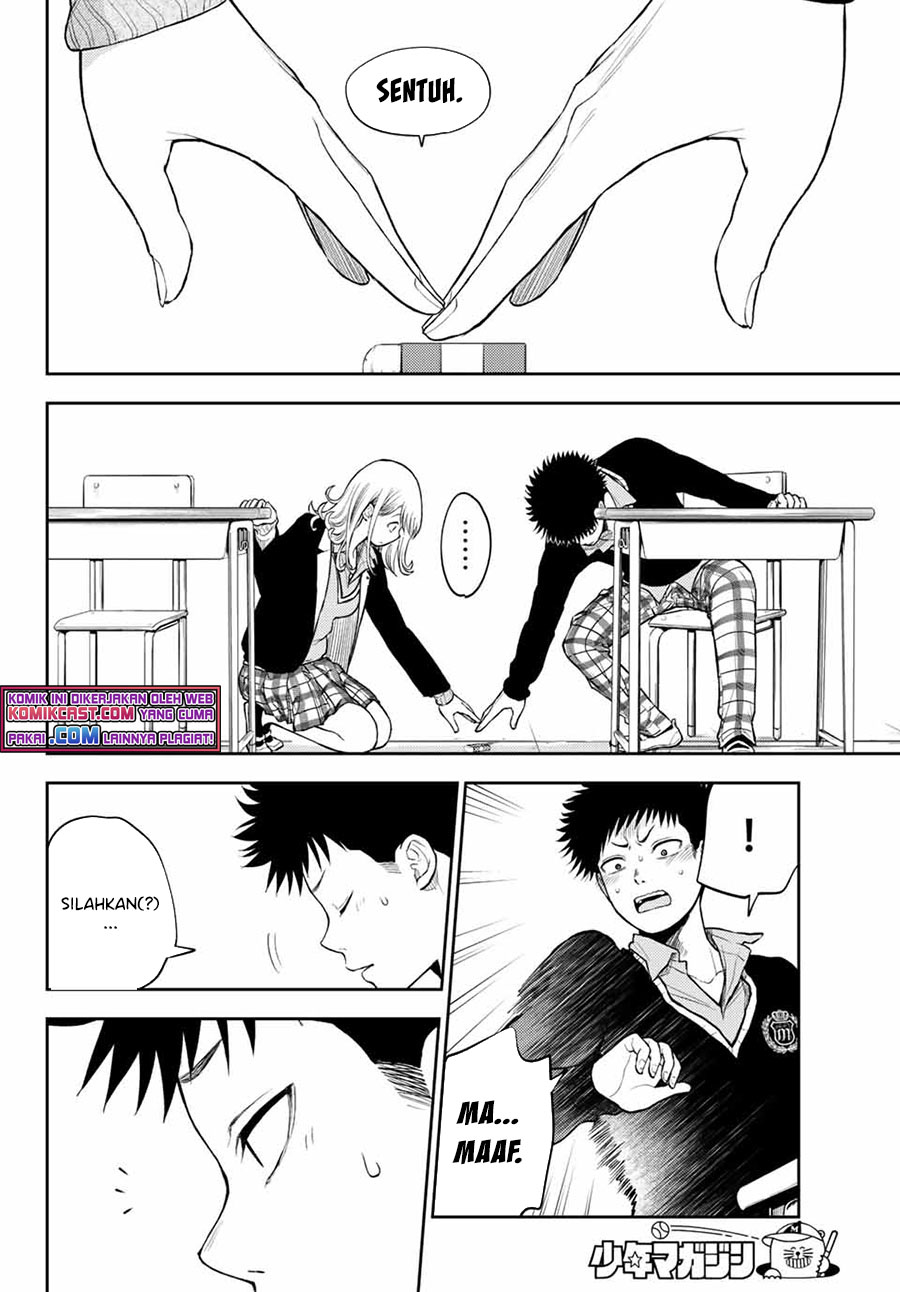 SENTUH.
......
KOMIK INI DIKERJAKAN OLEH WEB
KOMIKCAST.COM YANG CUMA
PAKAI .COM LAINNYA PLAGIAT!
!
MA...
MAAF.
SILAHKAN(?)
...
少年マガジン
M
m